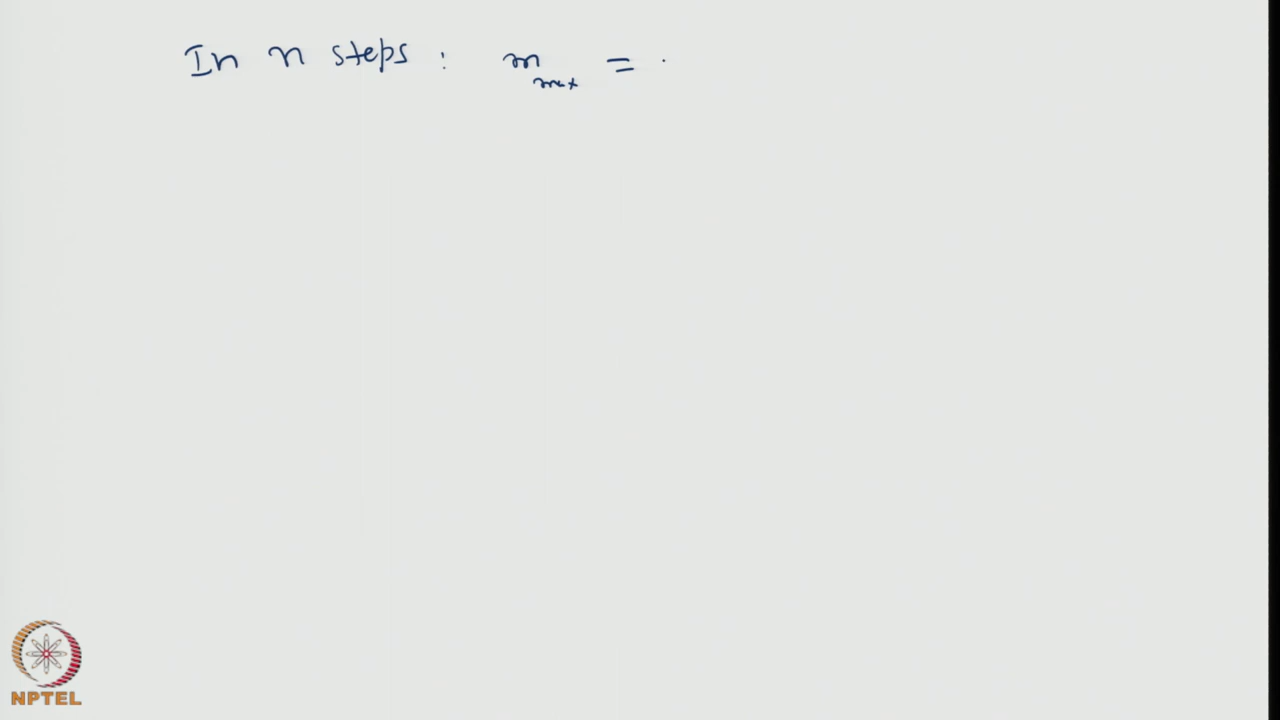 In n steps : m_max =
NPTEL